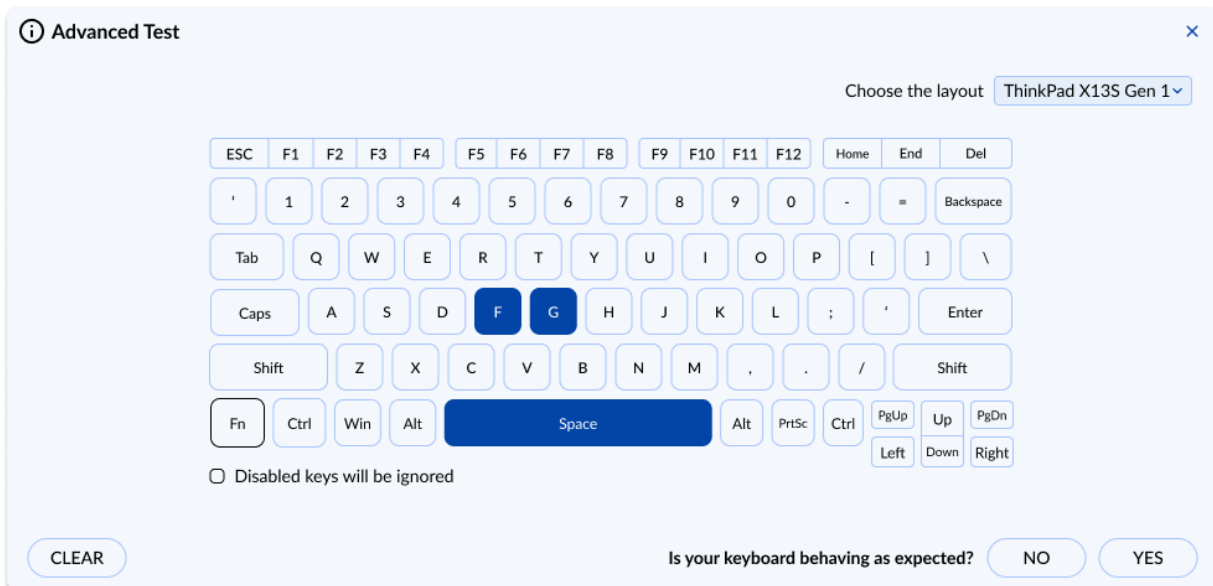 Advanced Test
Choose the layout ThinkPad X13S Gen 1
ESC F1 F2 F3 F4 F5 F6 F7 F8 F9 F10 F11 F12 Home End Del
‘ 1 2 3 4 5 6 7 8 9 0 - = Backspace
Tab Q W E R T Y U I O P [ ] \
Caps A S D F G H J K L ; ‘ Enter
Shift Z X C V B N M , . / Shift
Fn Ctrl Win Alt Space Alt PrtSc Ctrl PgUp Up PgDn
Left Down Right
Disabled keys will be ignored
CLEAR Is your keyboard behaving as expected? NO YES